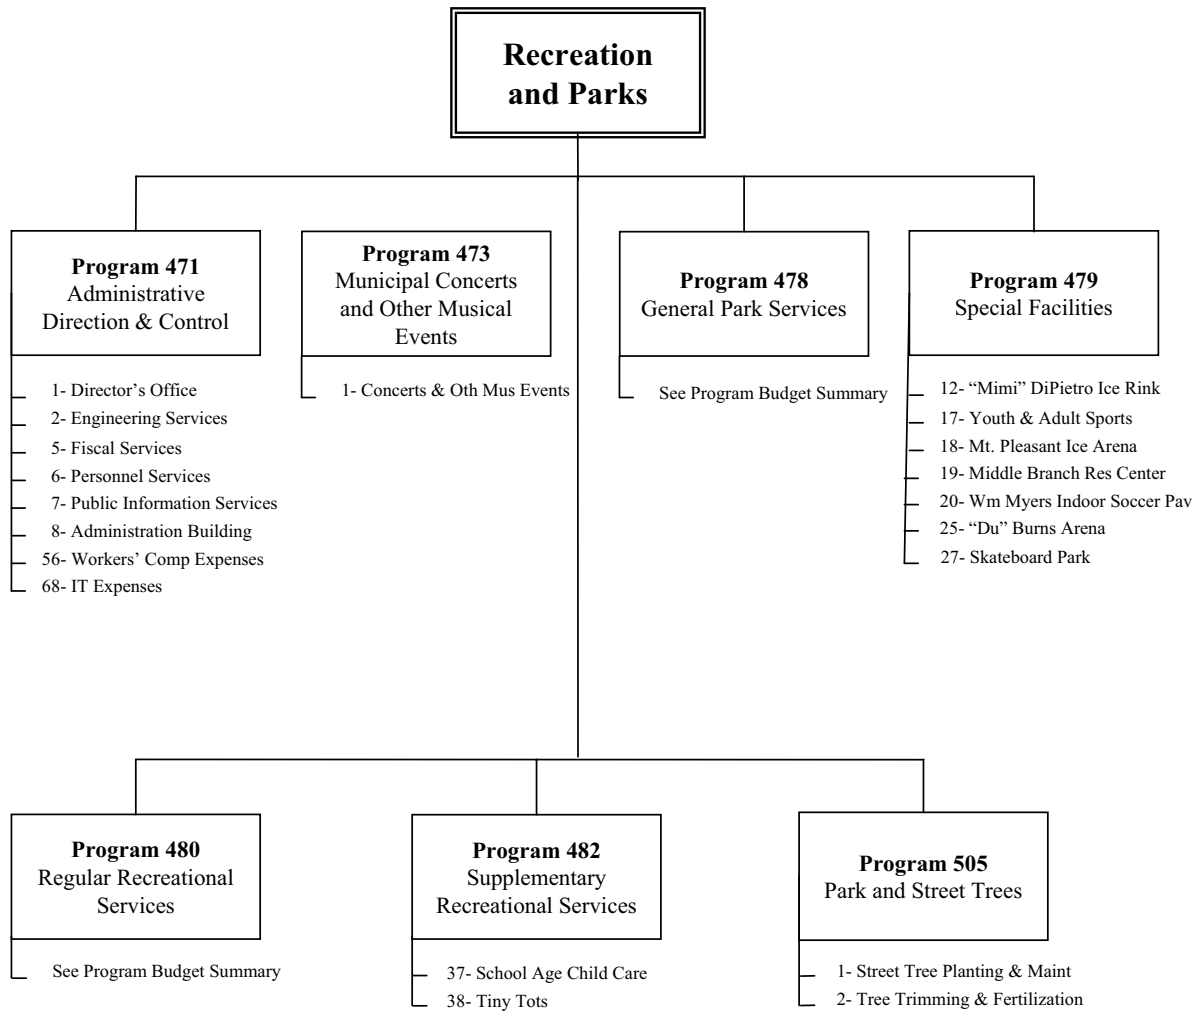 Recreation
and Parks
Program 471
Administrative
Direction & Control
1- Director’s Office
2- Engineering Services
5- Fiscal Services
6- Personnel Services
7- Public Information Services
8- Administration Building
56- Workers’ Comp Expenses
68- IT Expenses
Program 473
Municipal Concerts
and Other Musical
Events
1- Concerts & Oth Mus Events
Program 478
General Park Services
See Program Budget Summary
Program 479
Special Facilities
12- “Mimi” DiPietro Ice Rink
17- Youth & Adult Sports
18- Mt. Pleasant Ice Arena
19- Middle Branch Res Center
20- Wm Myers Indoor Soccer Pav
25- “Du” Burns Arena
27- Skateboard Park
Program 480
Regular Recreational
Services
See Program Budget Summary
Program 482
Supplementary
Recreational Services
37- School Age Child Care
38- Tiny Tots
Program 505
Park and Street Trees
1- Street Tree Planting & Maint
2- Tree Trimming & Fertilization